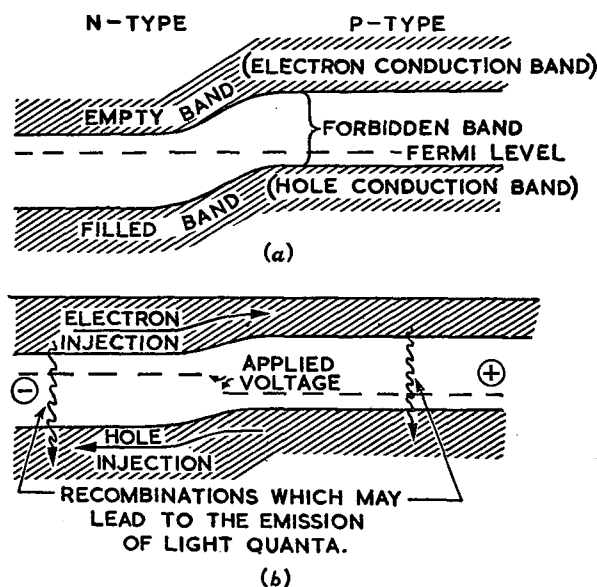 N-TYPE P-TYPE
EMPTY BAND (ELECTRON CONDUCTION BAND)
FORBIDDEN BAND
FERMI LEVEL
FILLED BAND (HOLE CONDUCTION BAND)
(a)
ELECTRON
INJECTION
APPLIED
VOLTAGE
− +
HOLE
INJECTION
RECOMBINATIONS WHICH MAY
LEAD TO THE EMISSION
OF LIGHT QUANTA.
(b)